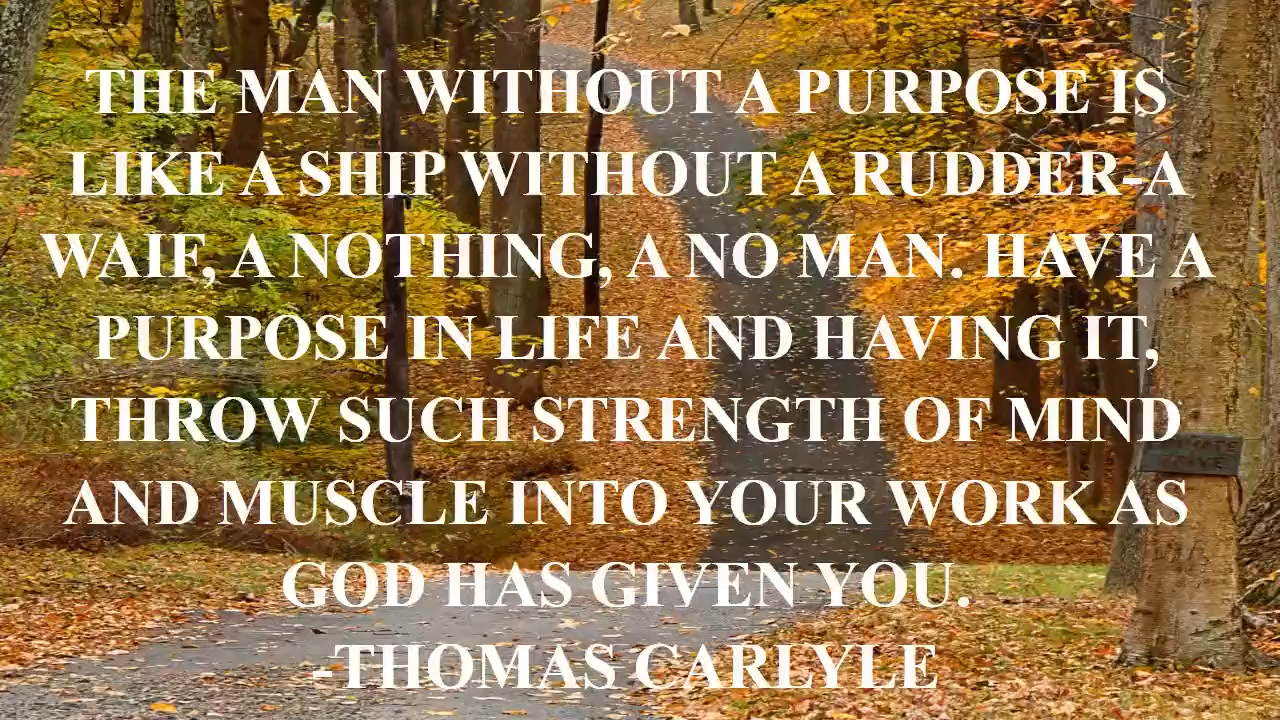 THE MAN WITHOUT A PURPOSE IS
LIKE A SHIP WITHOUT A RUDDER-A
WAIF, A NOTHING, A NO MAN. HAVE A
PURPOSE IN LIFE AND HAVING IT,
THROW SUCH STRENGTH OF MIND
AND MUSCLE INTO YOUR WORK AS
GOD HAS GIVEN YOU.
-THOMAS CARLYLE